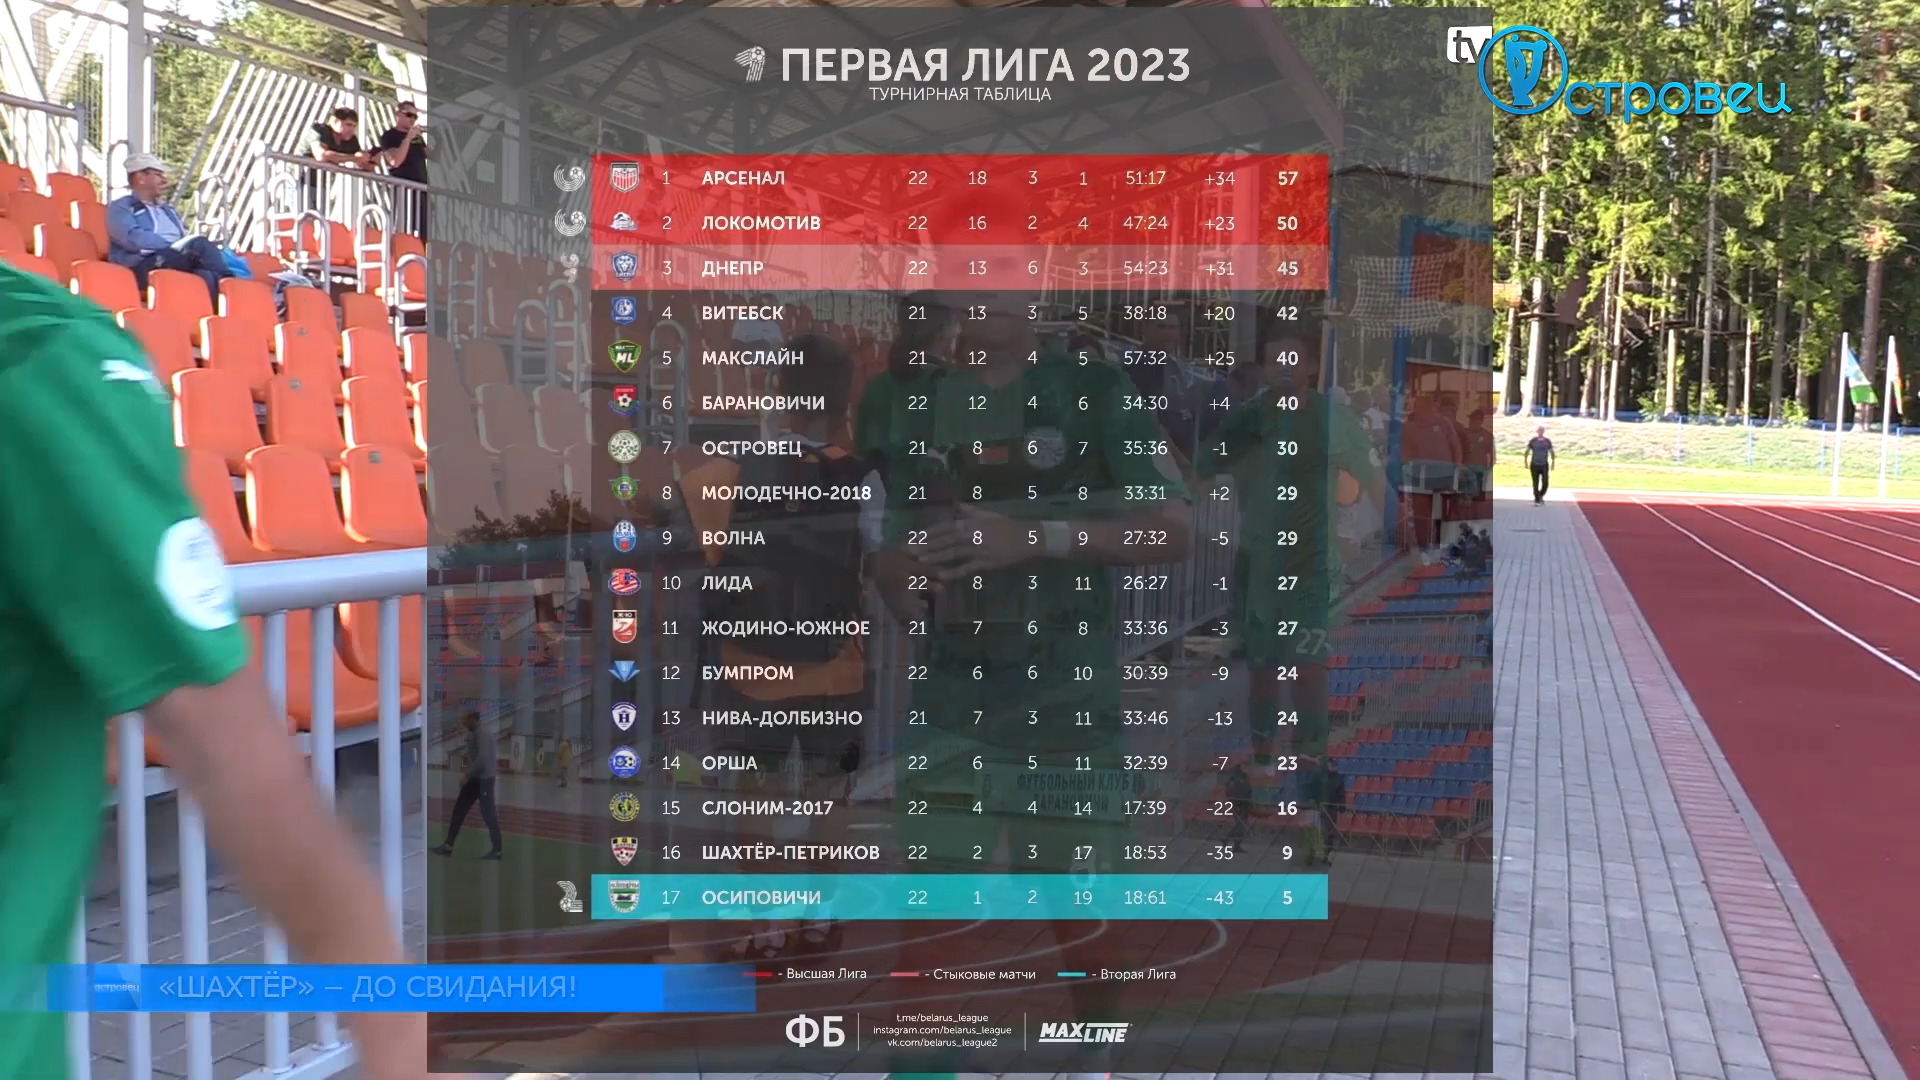 ПЕРВАЯ ЛИГА 2023
ТУРНИРНАЯ ТАБЛИЦА
tv Островец
1 АРСЕНАЛ 22 18 3 1 51:17 +34 57
2 ЛОКОМОТИВ 22 16 2 4 47:24 +23 50
3 ДНЕПР 22 13 6 3 54:23 +31 45
4 ВИТЕБСК 21 13 3 5 38:18 +20 42
5 МАКСЛАЙН 21 12 4 5 57:32 +25 40
6 БАРАНОВИЧИ 22 12 4 6 34:30 +4 40
7 ОСТРОВЕЦ 21 8 6 7 35:36 -1 30
8 МОЛОДЕЧНО-2018 21 8 5 8 33:31 +2 29
9 ВОЛНА 22 8 5 9 27:32 -5 29
10 ЛИДА 22 8 3 11 26:27 -1 27
11 ЖОДИНО-ЮЖНОЕ 21 7 6 8 33:36 -3 27
12 БУМПРОМ 22 6 6 10 30:39 -9 24
13 НИВА-ДОЛБИЗНО 21 7 3 11 33:46 -13 24
14 ОРША 22 6 5 11 32:39 -7 23
15 СЛОНИМ-2017 22 4 4 14 17:39 -22 16
16 ШАХТЁР-ПЕТРИКОВ 22 2 3 17 18:53 -35 9
17 ОСИПОВИЧИ 22 1 2 19 18:61 -43 5
27
ФУТБОЛЬНЫЙ КЛУБ
БАРАНОВИЧИ
- Высшая Лига - Стыковые матчи - Вторая Лига
островец «ШАХТЁР» – ДО СВИДАНИЯ!
ФБ
t.me/belarus_league
instagram.com/belarus_league
vk.com/belarus_league2
MAXLINE